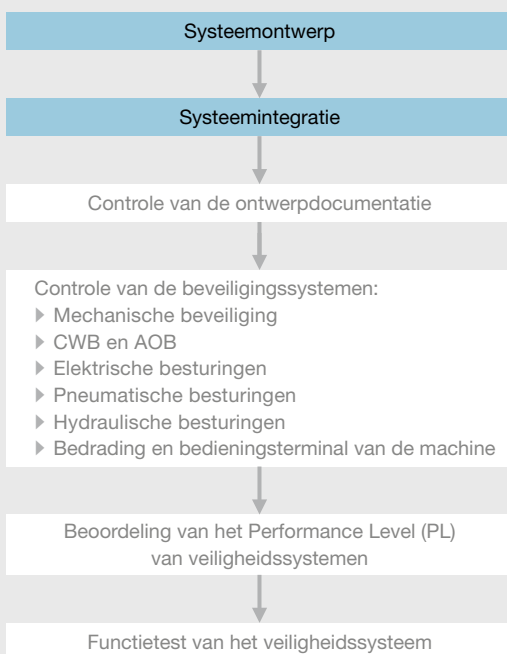 Systeemontwerp
Systeemintegratie
Controle van de ontwerpdocumentatie
Controle van de beveiligingssystemen:
Mechanische beveiliging
CWB en AOB
Elektrische besturingen
Pneumatische besturingen
Hydraulische besturingen
Bedrading en bedieningsterminal van de machine
Beoordeling van het Performance Level (PL)
van veiligheidssystemen
Functietest van het veiligheidssysteem